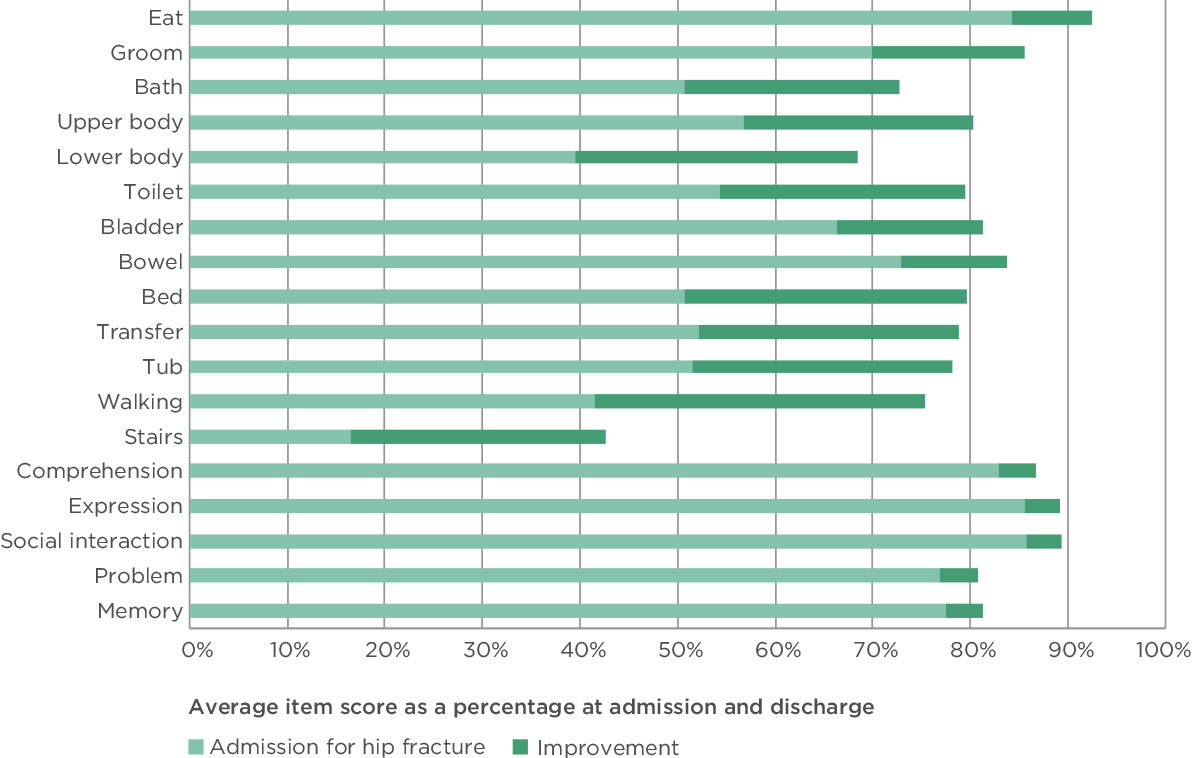 Eat
Groom
Bath
Upper body
Lower body
Toilet
Bladder
Bowel
Bed
Transfer
Tub
Walking
Stairs
Comprehension
Expression
Social interaction
Problem
Memory
0% 10% 20% 30% 40% 50% 60% 70% 80% 90% 100%
Average item score as a percentage at admission and discharge
Admission for hip fracture Improvement